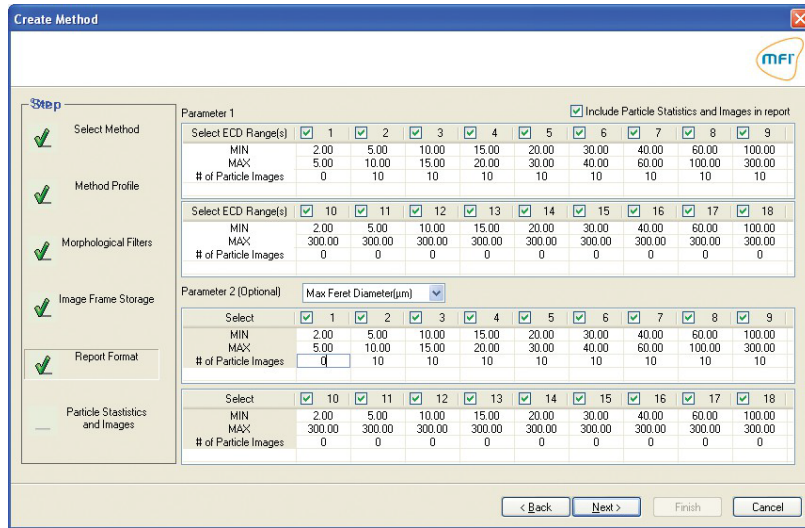 Create Method
MFI
Step
Select Method
Method Profile
Morphological Filters
Image Frame Storage
Report Format
Particle Stastistics
and Images
Parameter 1
Include Particle Statistics and Images in report
Select ECD Range(s) 1 2 3 4 5 6 7 8 9
MIN 2.00 5.00 10.00 15.00 20.00 30.00 40.00 60.00 100.00
MAX 5.00 10.00 15.00 20.00 30.00 40.00 60.00 100.00 300.00
# of Particle Images 0 10 10 10 10 10 10 10 10
Select ECD Range(s) 10 11 12 13 14 15 16 17 18
MIN 2.00 5.00 10.00 15.00 20.00 30.00 40.00 60.00 100.00
MAX 300.00 300.00 300.00 300.00 300.00 300.00 300.00 300.00 300.00
# of Particle Images 0 0 0 0 0 0 0 0 0
Parameter 2 (Optional) Max Feret Diameter(µm)
Select 1 2 3 4 5 6 7 8 9
MIN 2.00 5.00 10.00 15.00 20.00 30.00 40.00 60.00 100.00
MAX 5.00 10.00 15.00 20.00 30.00 40.00 60.00 100.00 300.00
# of Particle Images 0 10 10 10 10 10 10 10 10
Select 10 11 12 13 14 15 16 17 18
MIN 2.00 5.00 10.00 15.00 20.00 30.00 40.00 60.00 100.00
MAX 300.00 300.00 300.00 300.00 300.00 300.00 300.00 300.00 300.00
# of Particle Images 0 0 0 0 0 0 0 0 0
< Back Next > Finish Cancel